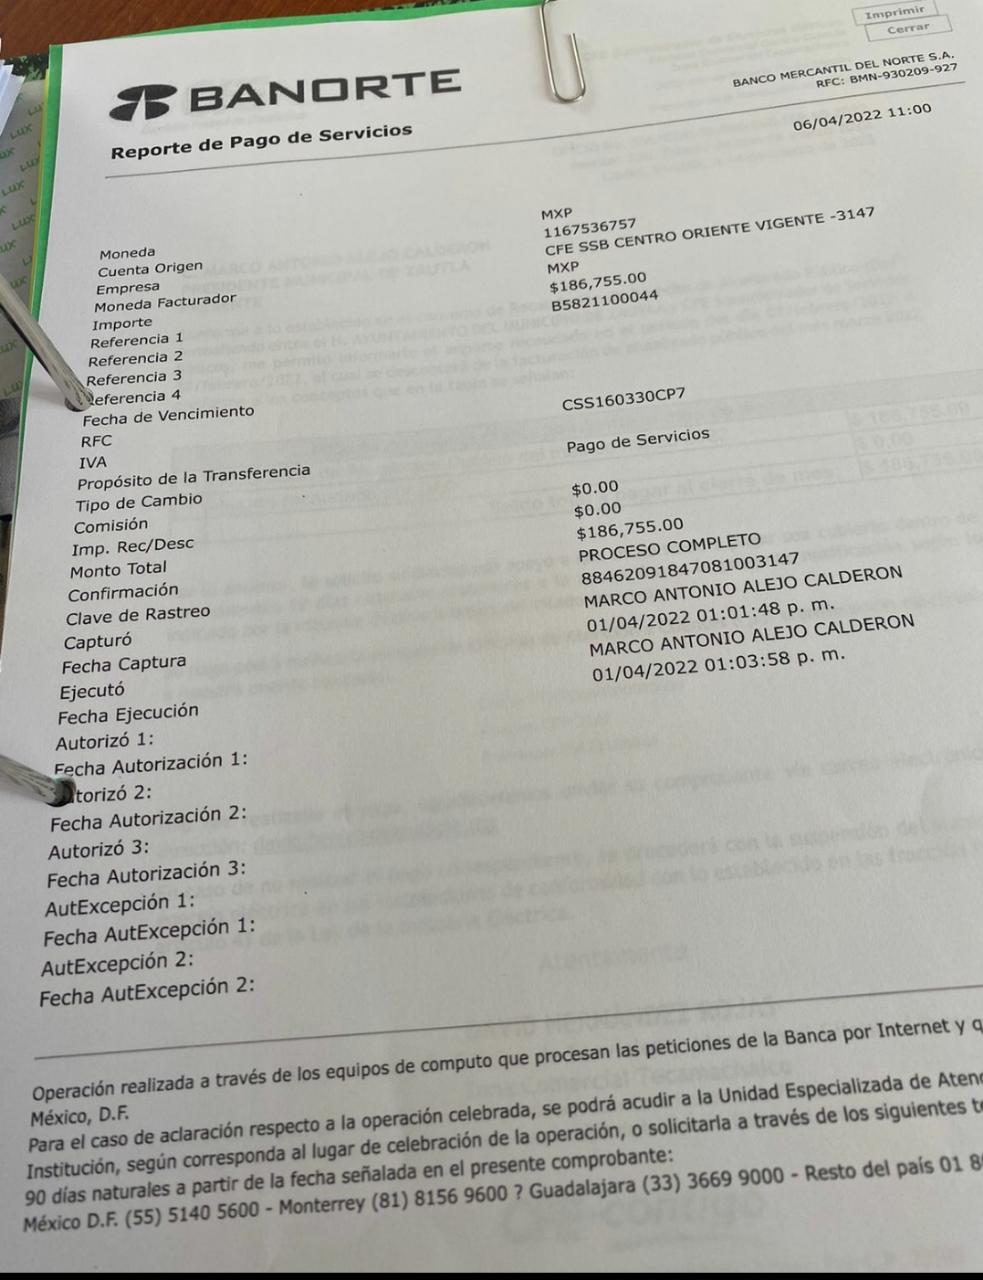 Imprimir
Cerrar
BANORTE
BANCO MERCANTIL DEL NORTE S.A.
RFC: BMN-930209-927
Reporte de Pago de Servicios
06/04/2022 11:00
Moneda MXP
Cuenta Origen 1167536757
Empresa CFE SSB CENTRO ORIENTE VIGENTE -3147
Moneda Facturador MXP
Importe $186,755.00
Referencia 1 B5821100044
Referencia 2
Referencia 3
Referencia 4
Fecha de Vencimiento
RFC CSS160330CP7
IVA
Propósito de la Transferencia Pago de Servicios
Tipo de Cambio
Comisión $0.00
Imp. Rec/Desc $0.00
Monto Total $186,755.00
Confirmación PROCESO COMPLETO
Clave de Rastreo 88462091847081003147
Capturó MARCO ANTONIO ALEJO CALDERON
Fecha Captura 01/04/2022 01:01:48 p. m.
Ejecutó MARCO ANTONIO ALEJO CALDERON
Fecha Ejecución 01/04/2022 01:03:58 p. m.
Autorizó 1:
Fecha Autorización 1:
torizó 2:
Fecha Autorización 2:
Autorizó 3:
Fecha Autorización 3:
AutExcepción 1:
Fecha AutExcepción 1:
AutExcepción 2:
Fecha AutExcepción 2:
Operación realizada a través de los equipos de computo que procesan las peticiones de la Banca por Internet y q
México, D.F.
Para el caso de aclaración respecto a la operación celebrada, se podrá acudir a la Unidad Especializada de Atenc
Institución, según corresponda al lugar de celebración de la operación, o solicitarla a través de los siguientes te
90 días naturales a partir de la fecha señalada en el presente comprobante:
México D.F. (55) 5140 5600 - Monterrey (81) 8156 9600 ? Guadalajara (33) 3669 9000 - Resto del país 01 8